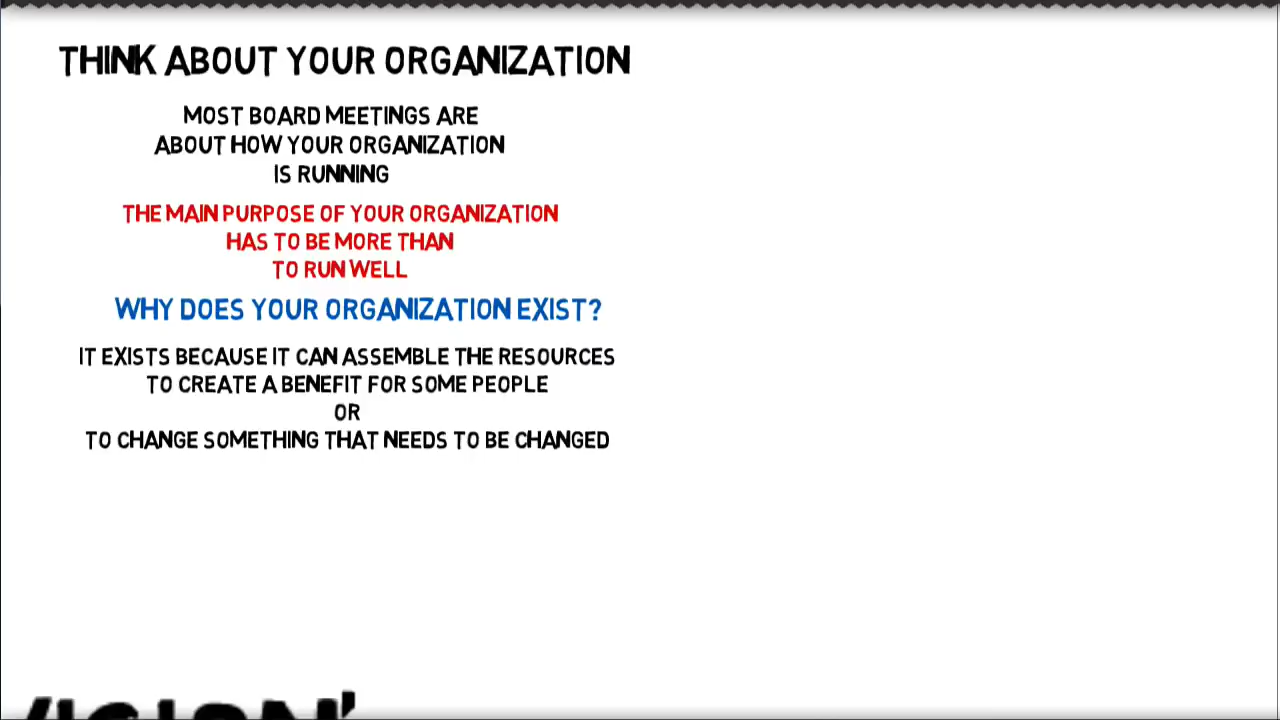 THINK ABOUT YOUR ORGANIZATION
MOST BOARD MEETINGS ARE
ABOUT HOW YOUR ORGANIZATION
IS RUNNING
THE MAIN PURPOSE OF YOUR ORGANIZATION
HAS TO BE MORE THAN
TO RUN WELL
WHY DOES YOUR ORGANIZATION EXIST?
IT EXISTS BECAUSE IT CAN ASSEMBLE THE RESOURCES
TO CREATE A BENEFIT FOR SOME PEOPLE
OR
TO CHANGE SOMETHING THAT NEEDS TO BE CHANGED